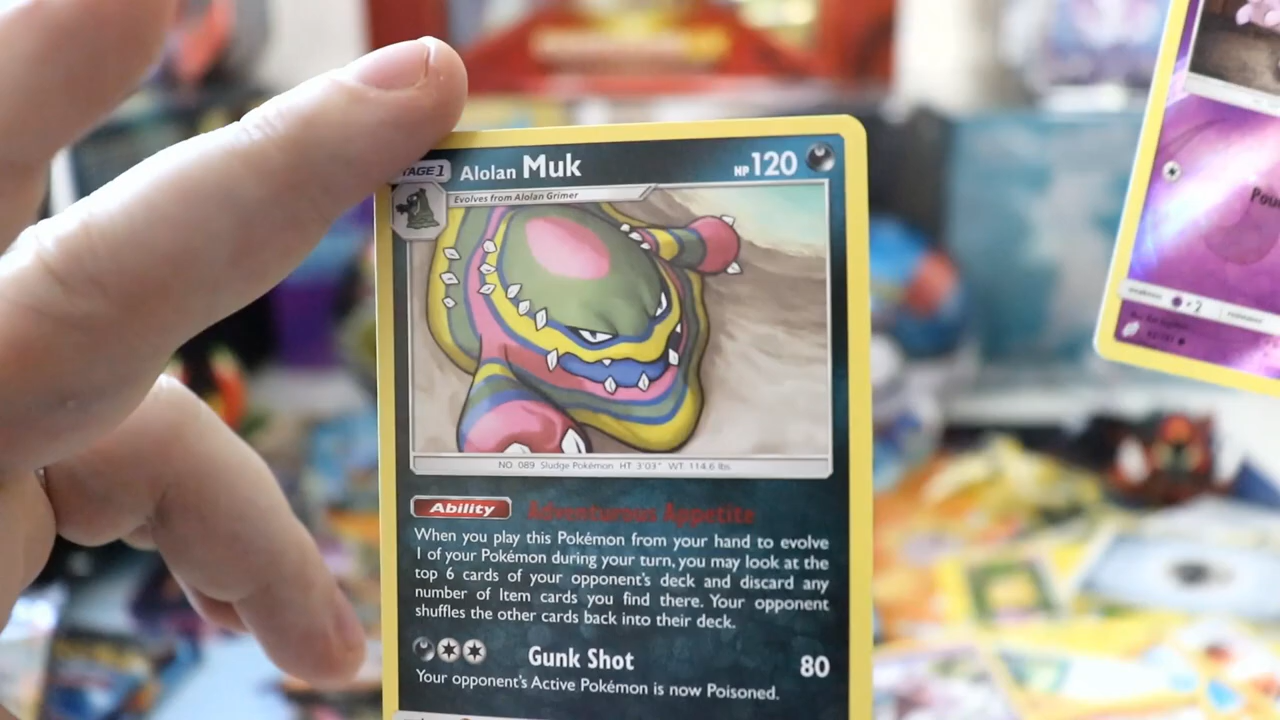 TAGE1 Alolan Muk HP 120
Evolves from Alolan Grimer
NO. 089 Sludge Pokémon HT 3'03" WT. 114.6 lbs
Ability Adventurous Appetite
When you play this Pokémon from your hand to evolve
1 of your Pokémon during your turn, you may look at the
top 6 cards of your opponent's deck and discard any
number of Item cards you find there. Your opponent
shuffles the other cards back into their deck.
Gunk Shot 80
Your opponent's Active Pokémon is now Poisoned.
Pou
weakness ×2